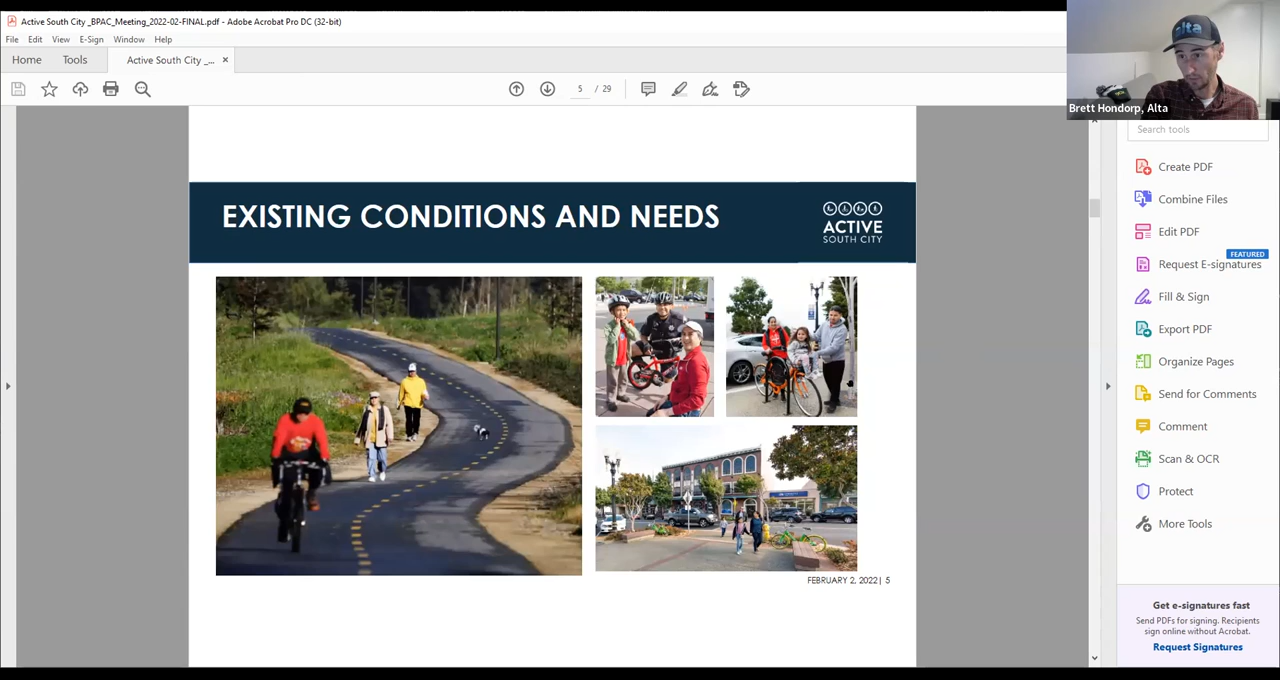 Active South City _BPAC_Meeting_2022-02-FINAL.pdf - Adobe Acrobat Pro DC (32-bit)
File Edit View E-Sign Window Help
Home Tools Active South City _... ×
5 / 29
alta
Brett Hondorp, Alta
EXISTING CONDITIONS AND NEEDS
ACTIVE
SOUTH CITY
FEBRUARY 2, 2022| 5
Search tools
Create PDF
Combine Files
Edit PDF
FEATURED
Request E-signatures
Fill & Sign
Export PDF
Organize Pages
Send for Comments
Comment
Scan & OCR
Protect
More Tools
Get e-signatures fast
Send PDFs for signing. Recipients
sign online without Acrobat.
Request Signatures